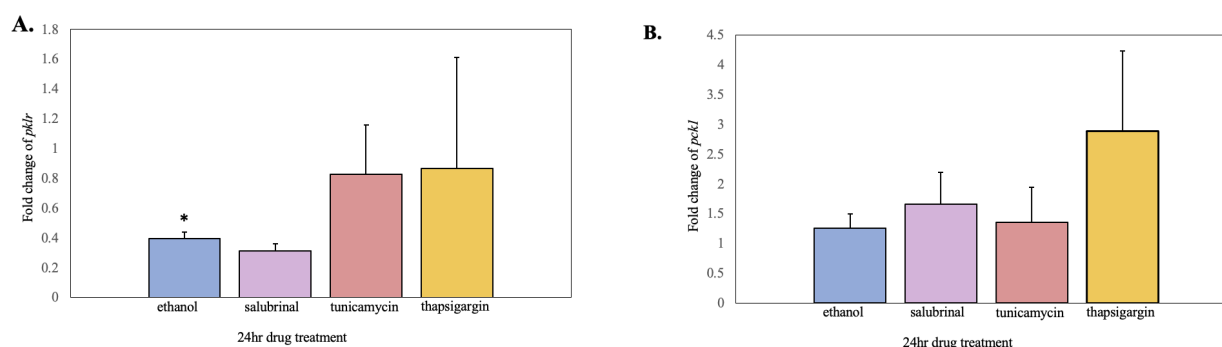 A.
Fold change of pklr
1.8
1.6
1.4
1.2
1
0.8
0.6
0.4
0.2
0
*
ethanol salubrinal tunicamycin thapsigargin
24hr drug treatment
B.
Fold change of pck1
4.5
4
3.5
3
2.5
2
1.5
1
0.5
0
ethanol salubrinal tunicamycin thapsigargin
24hr drug treatment